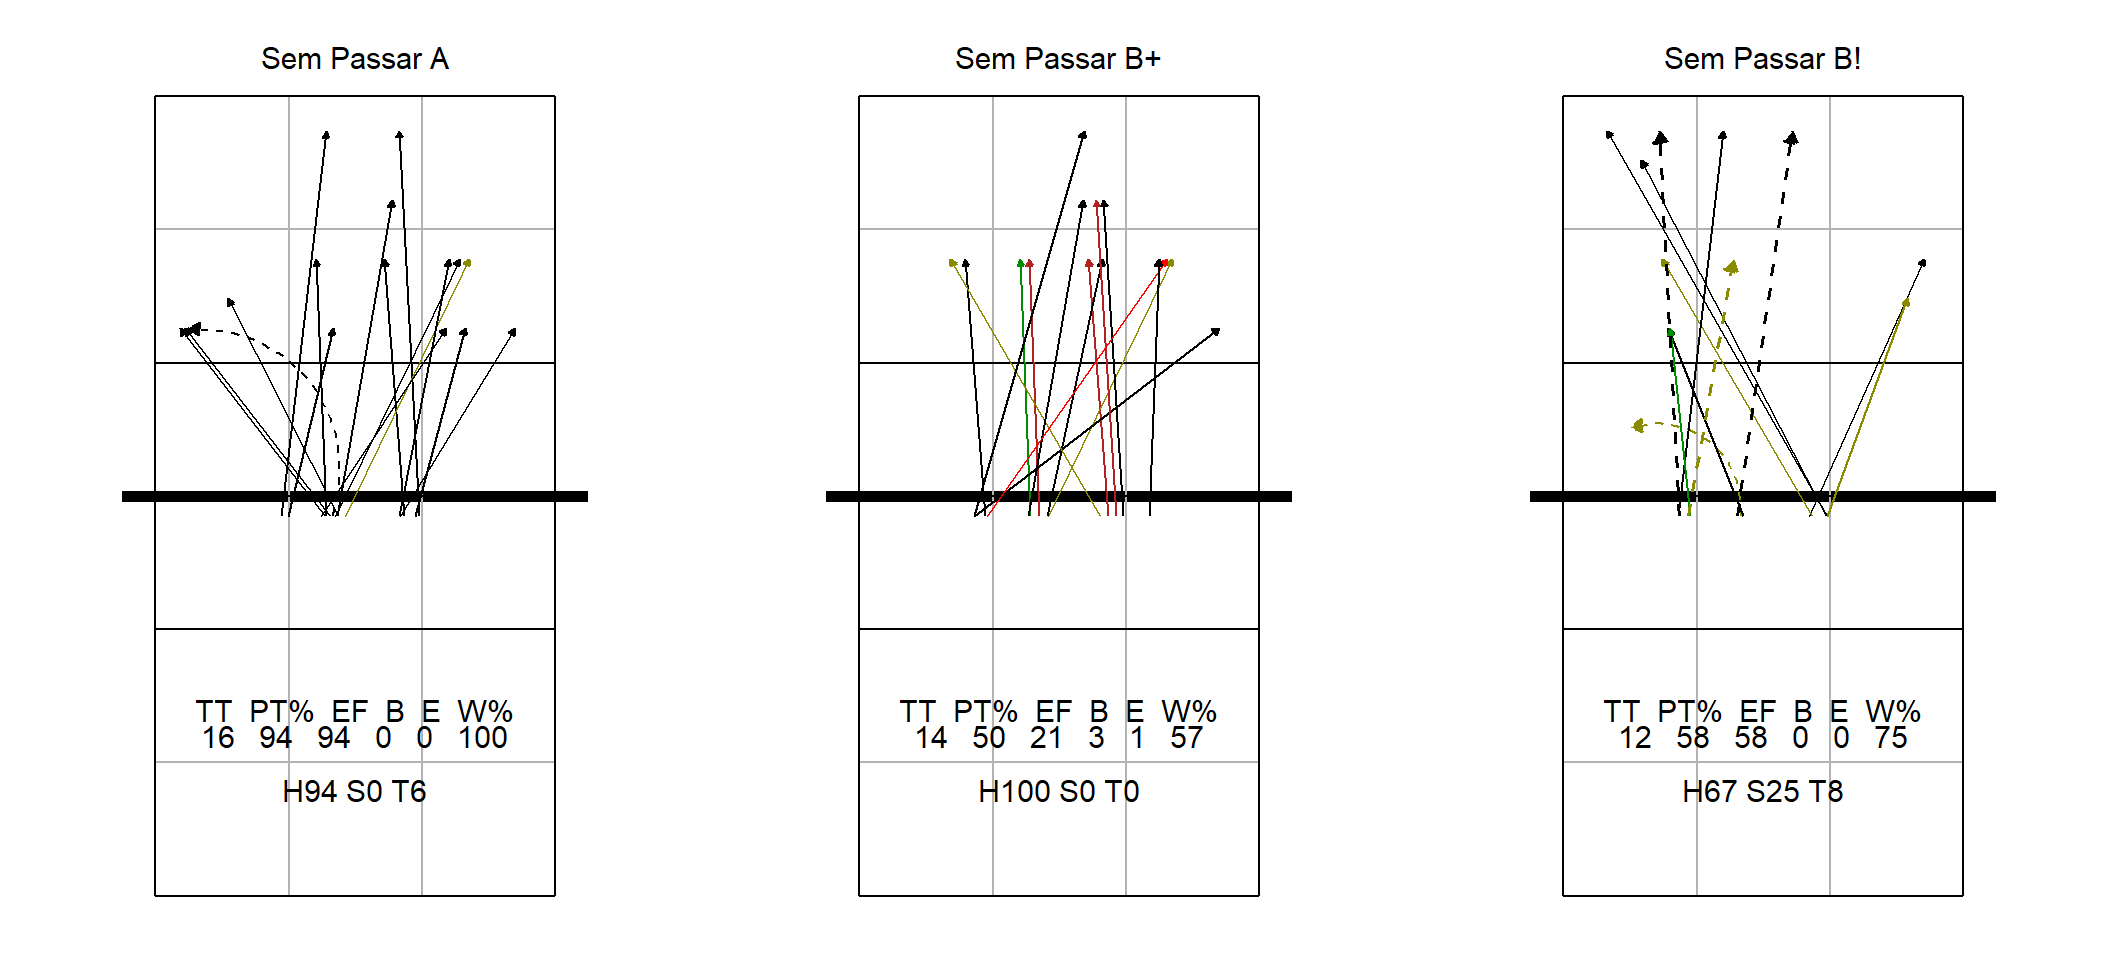 Sem Passar A
TT PT% EF B E W%
16 94 94 0 0 100
H94 S0 T6
Sem Passar B+
TT PT% EF B E W%
14 50 21 3 1 57
H100 S0 T0
Sem Passar B!
TT PT% EF B E W%
12 58 58 0 0 75
H67 S25 T8